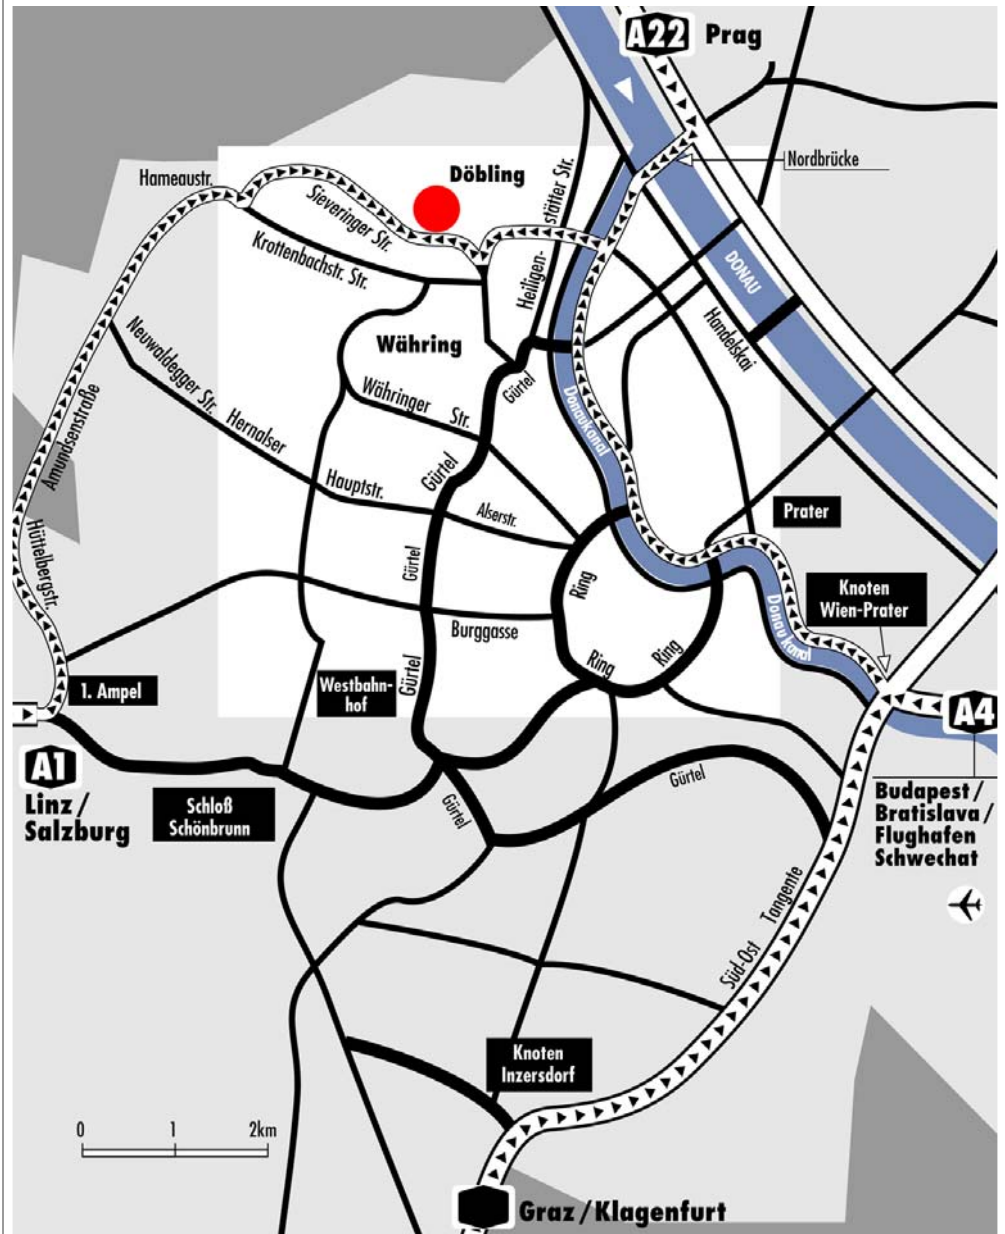 A22 Prag
Nordbrücke
Hameaustr.
Döbling
Sieveringer Str.
Krottenbachstr. Str.
Heiligen-
stätter Str.
DONAU
Handelskai
Währing
Neuwaldegger Str.
Hernalser
Hauptstr.
Währinger
Str.
Gürtel
Gürtel
Donaukanal
Amundsenstraße
Alserstr.
Prater
Hüttelbergstr.
Gürtel
Ring
Knoten
Wien-Prater
Burggasse
Donaukanal
Ring
Ring
Gürtel
1. Ampel
Westbahn-
hof
A4
A1
Linz /
Salzburg
Schloß
Schönbrunn
Gürtel
Gürtel
Budapest /
Bratislava /
Flughafen
Schwechat
Süd-Ost Tangente
Knoten
Inzersdorf
0 1 2km
Graz / Klagenfurt